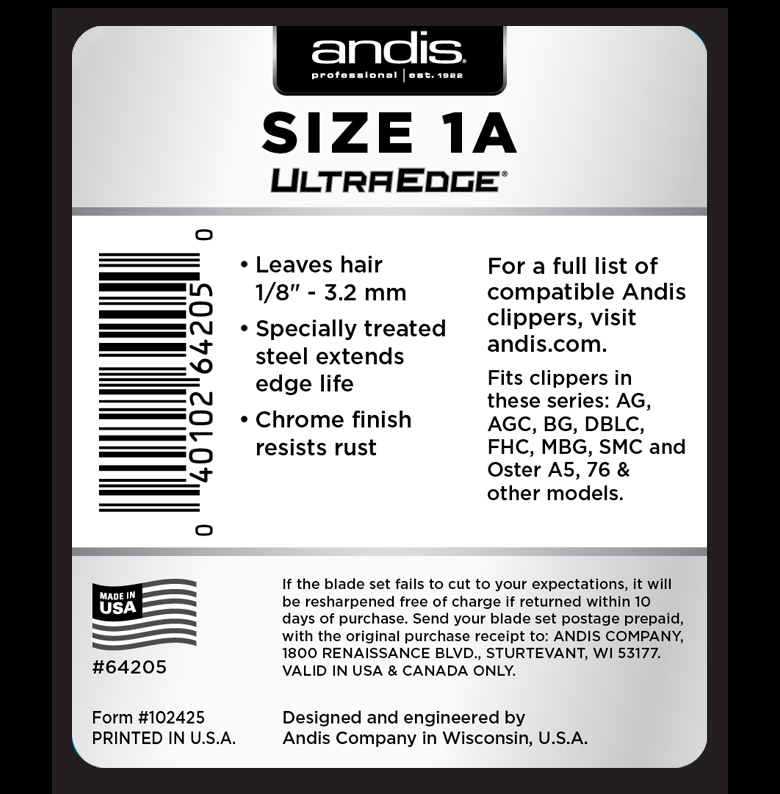 andis®
professional | est. 1922
SIZE 1A
ULTRAEDGE®
0 40102 64205 0
• Leaves hair
1/8" - 3.2 mm
• Specially treated
steel extends
edge life
• Chrome finish
resists rust
For a full list of
compatible Andis
clippers, visit
andis.com.
Fits clippers in
these series: AG,
AGC, BG, DBLC,
FHC, MBG, SMC and
Oster A5, 76 &
other models.
MADE IN
USA
#64205
If the blade set fails to cut to your expectations, it will
be resharpened free of charge if returned within 10
days of purchase. Send your blade set postage prepaid,
with the original purchase receipt to: ANDIS COMPANY,
1800 RENAISSANCE BLVD., STURTEVANT, WI 53177.
VALID IN USA & CANADA ONLY.
Form #102425
PRINTED IN U.S.A.
Designed and engineered by
Andis Company in Wisconsin, U.S.A.